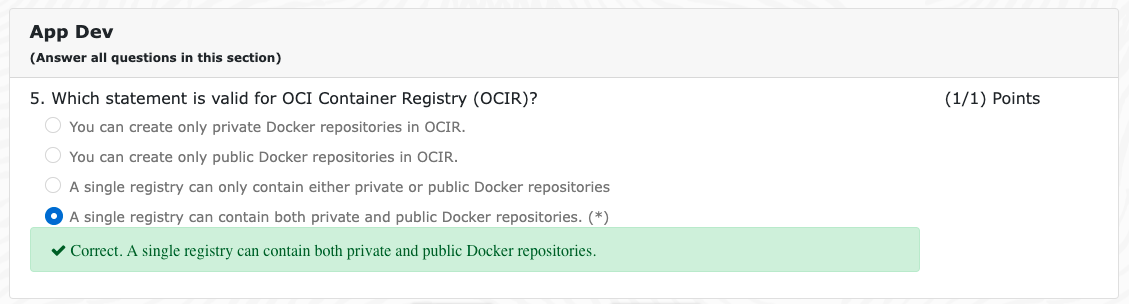 App Dev
(Answer all questions in this section)
5. Which statement is valid for OCI Container Registry (OCIR)? (1/1) Points
You can create only private Docker repositories in OCIR.
You can create only public Docker repositories in OCIR.
A single registry can only contain either private or public Docker repositories
A single registry can contain both private and public Docker repositories. (*)
Correct. A single registry can contain both private and public Docker repositories.